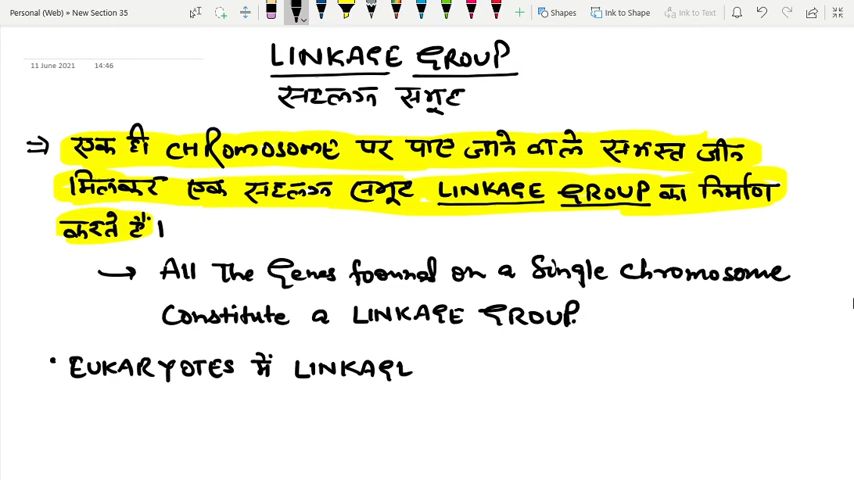 Personal (Web) » New Section 35
Shapes
Ink to Shape
Ink to Text
LINKAGE GROUP
11 June 2021 14:46
सहलग्न समूह
⇒ एक ही CHROMOSOME पर पाए जाने वाले समस्त जीन
मिलकर एक सहलग्न समूह LINKAGE GROUP का निर्माण
करते हैं।
→ All The Genes founnd on a Single Chromosome
Constitute a LINKAGE GROUP.
• EUKARYOTES में LINKAGE